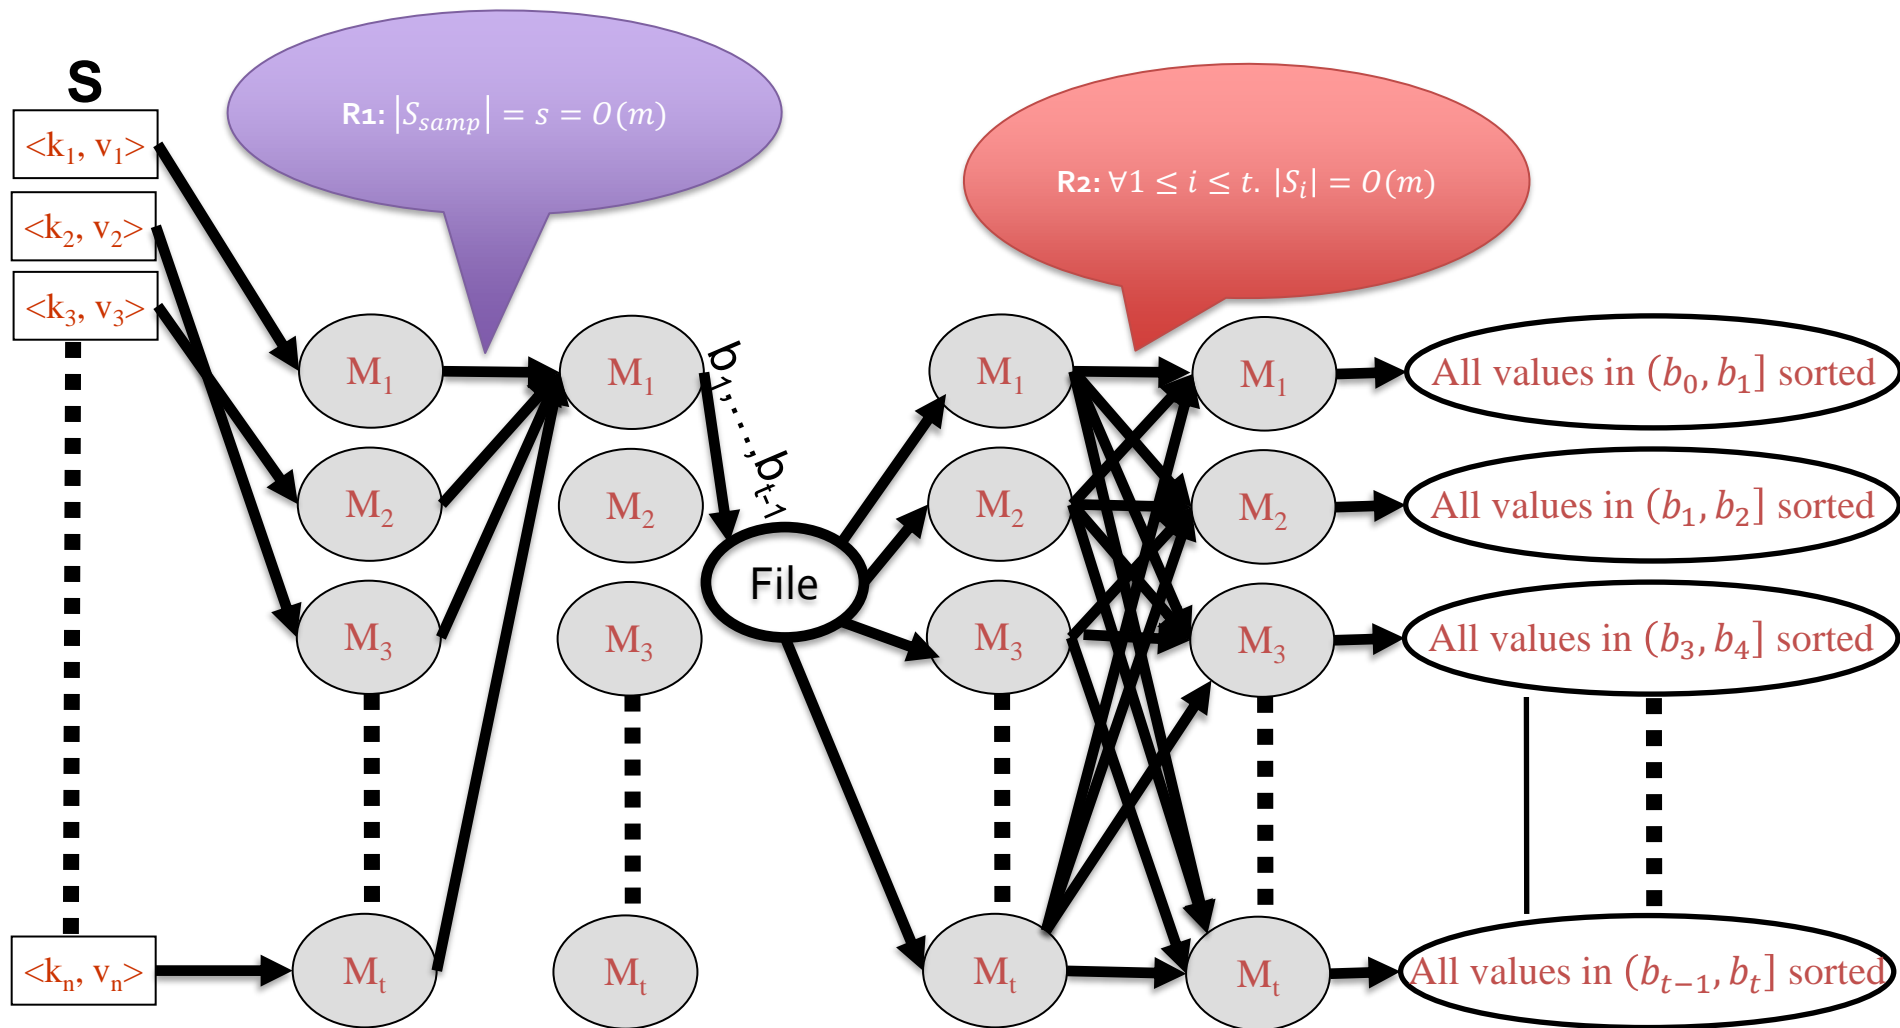 S
<k₁, v₁>
<k₂, v₂>
<k₃, v₃>
<kₙ, vₙ>
R1: |S_samp| = s = O(m)
M₁
M₂
M₃
Mₜ
M₁
M₂
M₃
Mₜ
b₁,…,bₜ₋₁
File
R2: ∀1 ≤ i ≤ t. |Sᵢ| = O(m)
M₁
M₂
M₃
Mₜ
M₁
M₂
M₃
Mₜ
All values in (b₀, b₁] sorted
All values in (b₁, b₂] sorted
All values in (b₃, b₄] sorted
All values in (bₜ₋₁, bₜ] sorted